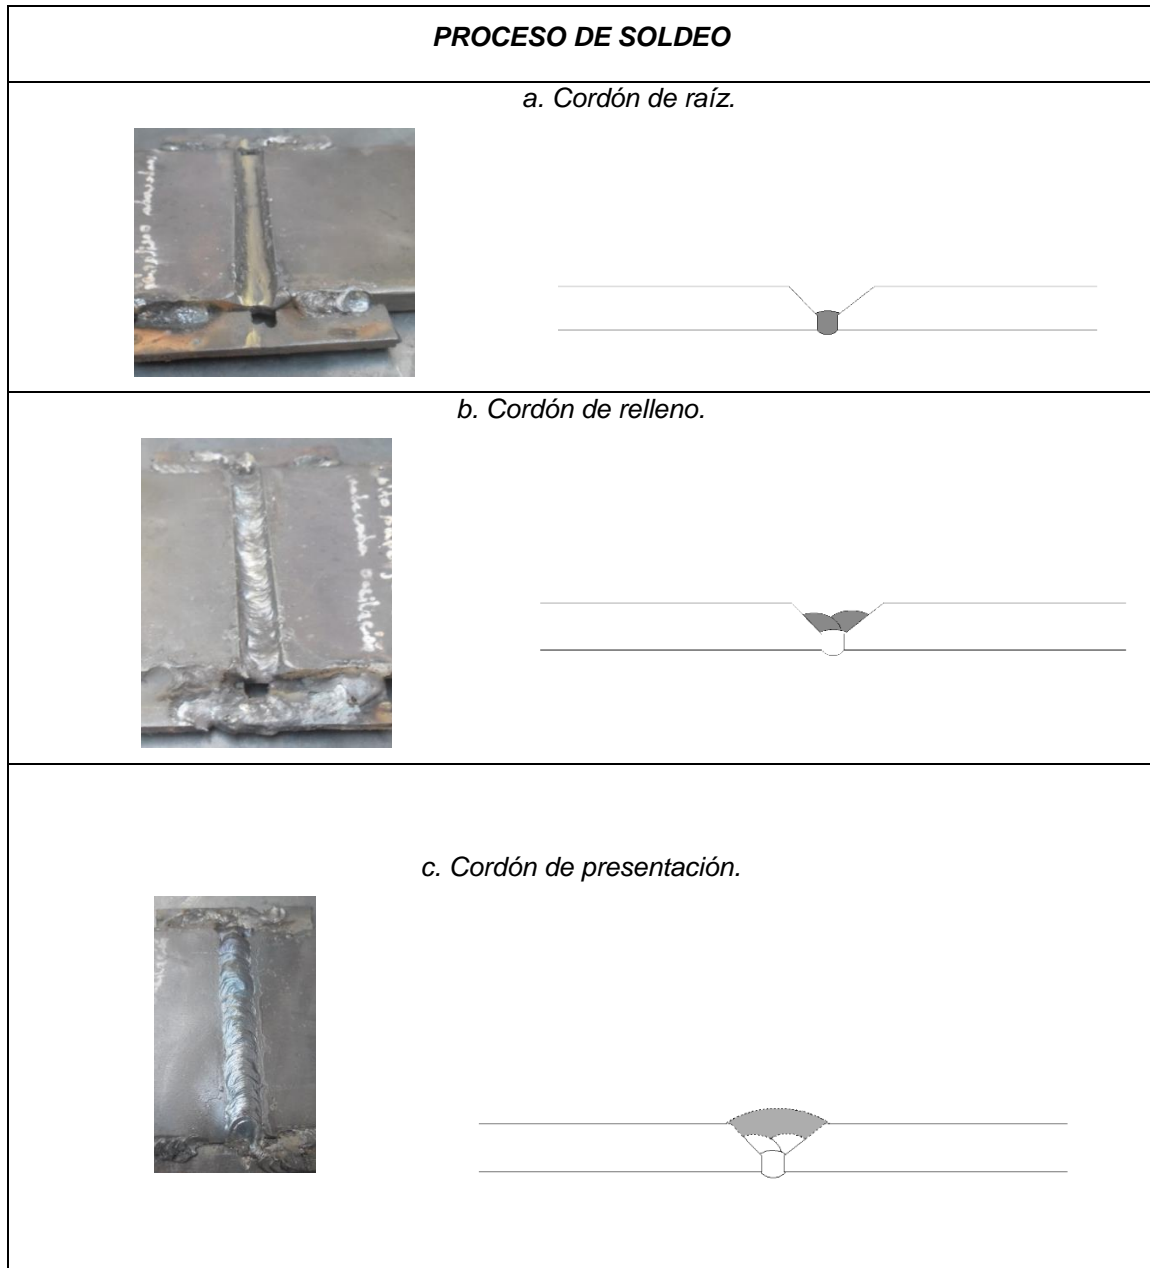 PROCESO DE SOLDEO
a. Cordón de raíz.
b. Cordón de relleno.
c. Cordón de presentación.